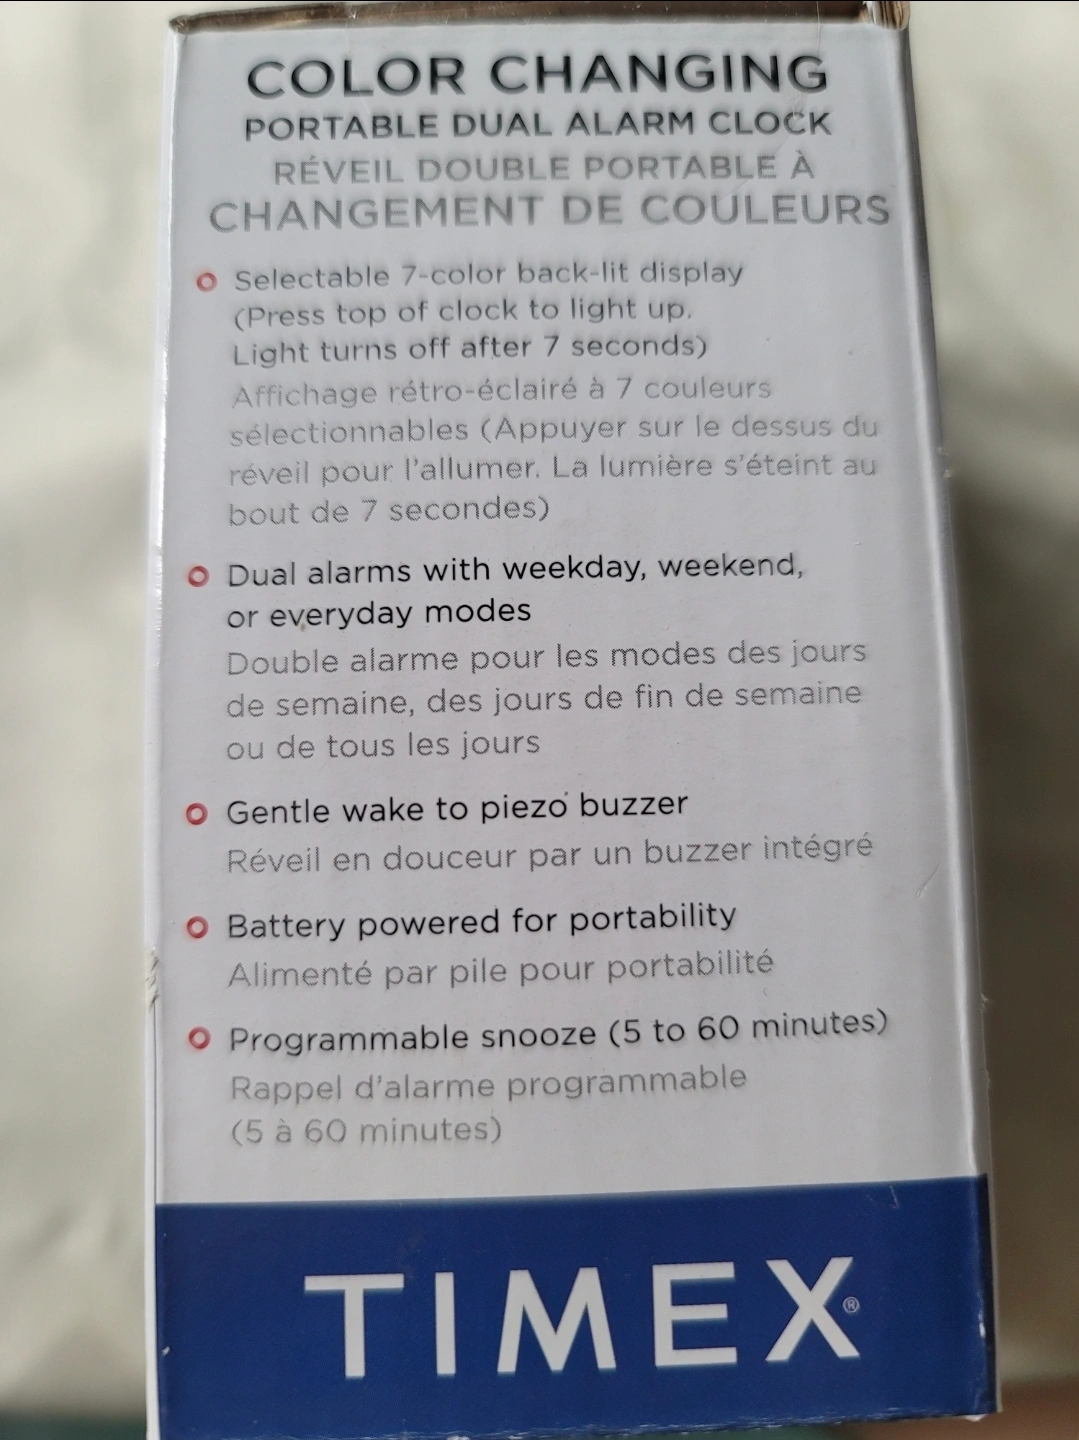 COLOR CHANGING
PORTABLE DUAL ALARM CLOCK
RÉVEIL DOUBLE PORTABLE À
CHANGEMENT DE COULEURS
Selectable 7-color back-lit display
(Press top of clock to light up.
Light turns off after 7 seconds)
Affichage rétro-éclairé à 7 couleurs
sélectionnables (Appuyer sur le dessus du
réveil pour l'allumer. La lumière s'éteint au
bout de 7 secondes)
Dual alarms with weekday, weekend,
or everyday modes
Double alarme pour les modes des jours
de semaine, des jours de fin de semaine
ou de tous les jours
Gentle wake to piezo buzzer
Réveil en douceur par un buzzer intégré
Battery powered for portability
Alimenté par pile pour portabilité
Programmable snooze (5 to 60 minutes)
Rappel d'alarme programmable
(5 à 60 minutes)
TIMEX®